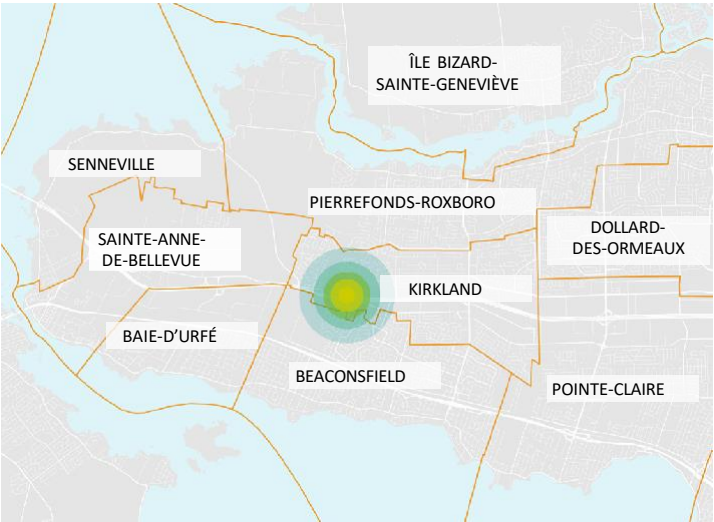 ÎLE BIZARD-
SAINTE-GENEVIÈVE
SENNEVILLE
PIERREFONDS-ROXBORO
SAINTE-ANNE-
DE-BELLEVUE
DOLLARD-
DES-ORMEAUX
KIRKLAND
BAIE-D'URFÉ
BEACONSFIELD
POINTE-CLAIRE